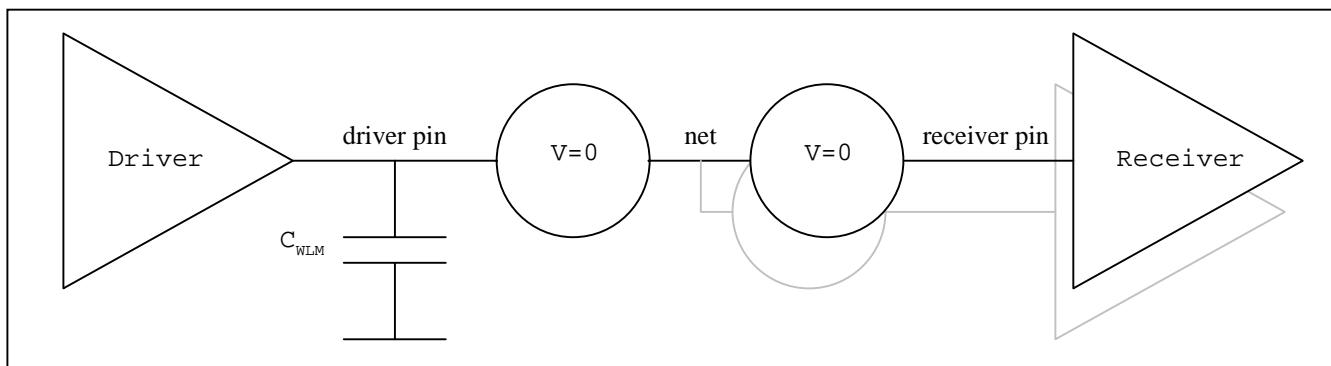 driver pin
net
receiver pin
Driver
V=0
V=0
Receiver
C_WLM